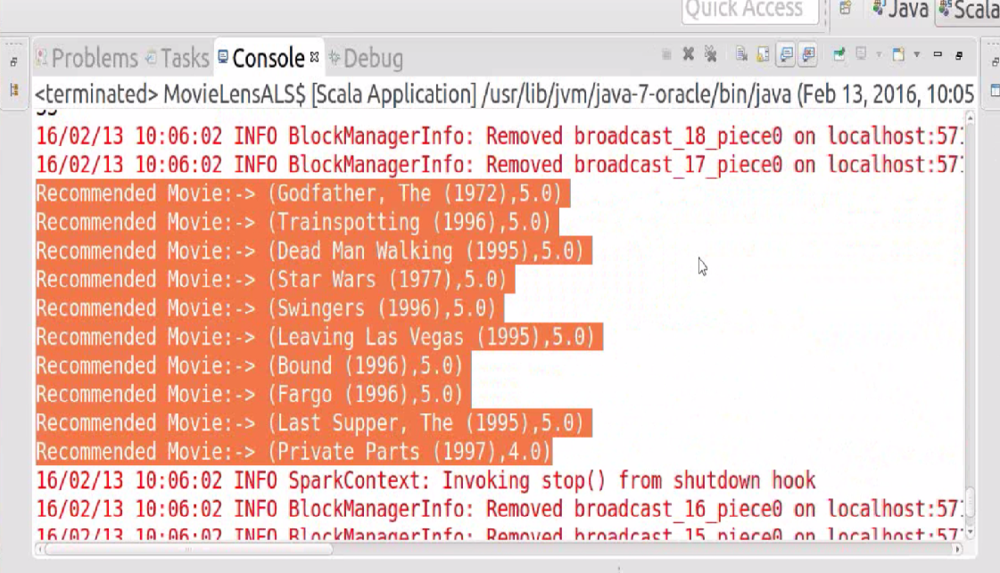 Quick Access
Java
Scala
Problems Tasks Console Debug
<terminated> MovieLensALS$ [Scala Application] /usr/lib/jvm/java-7-oracle/bin/java (Feb 13, 2016, 10:05
16/02/13 10:06:02 INFO BlockManagerInfo: Removed broadcast_18_piece0 on localhost:571
16/02/13 10:06:02 INFO BlockManagerInfo: Removed broadcast_17_piece0 on localhost:571
Recommended Movie:-> (Godfather, The (1972),5.0)
Recommended Movie:-> (Trainspotting (1996),5.0)
Recommended Movie:-> (Dead Man Walking (1995),5.0)
Recommended Movie:-> (Star Wars (1977),5.0)
Recommended Movie:-> (Swingers (1996),5.0)
Recommended Movie:-> (Leaving Las Vegas (1995),5.0)
Recommended Movie:-> (Bound (1996),5.0)
Recommended Movie:-> (Fargo (1996),5.0)
Recommended Movie:-> (Last Supper, The (1995),5.0)
Recommended Movie:-> (Private Parts (1997),4.0)
16/02/13 10:06:02 INFO SparkContext: Invoking stop() from shutdown hook
16/02/13 10:06:02 INFO BlockManagerInfo: Removed broadcast_16_piece0 on localhost:571
16/02/13 10:06:02 INFO BlockManagerInfo: Removed broadcast_15_piece0 on localhost:571